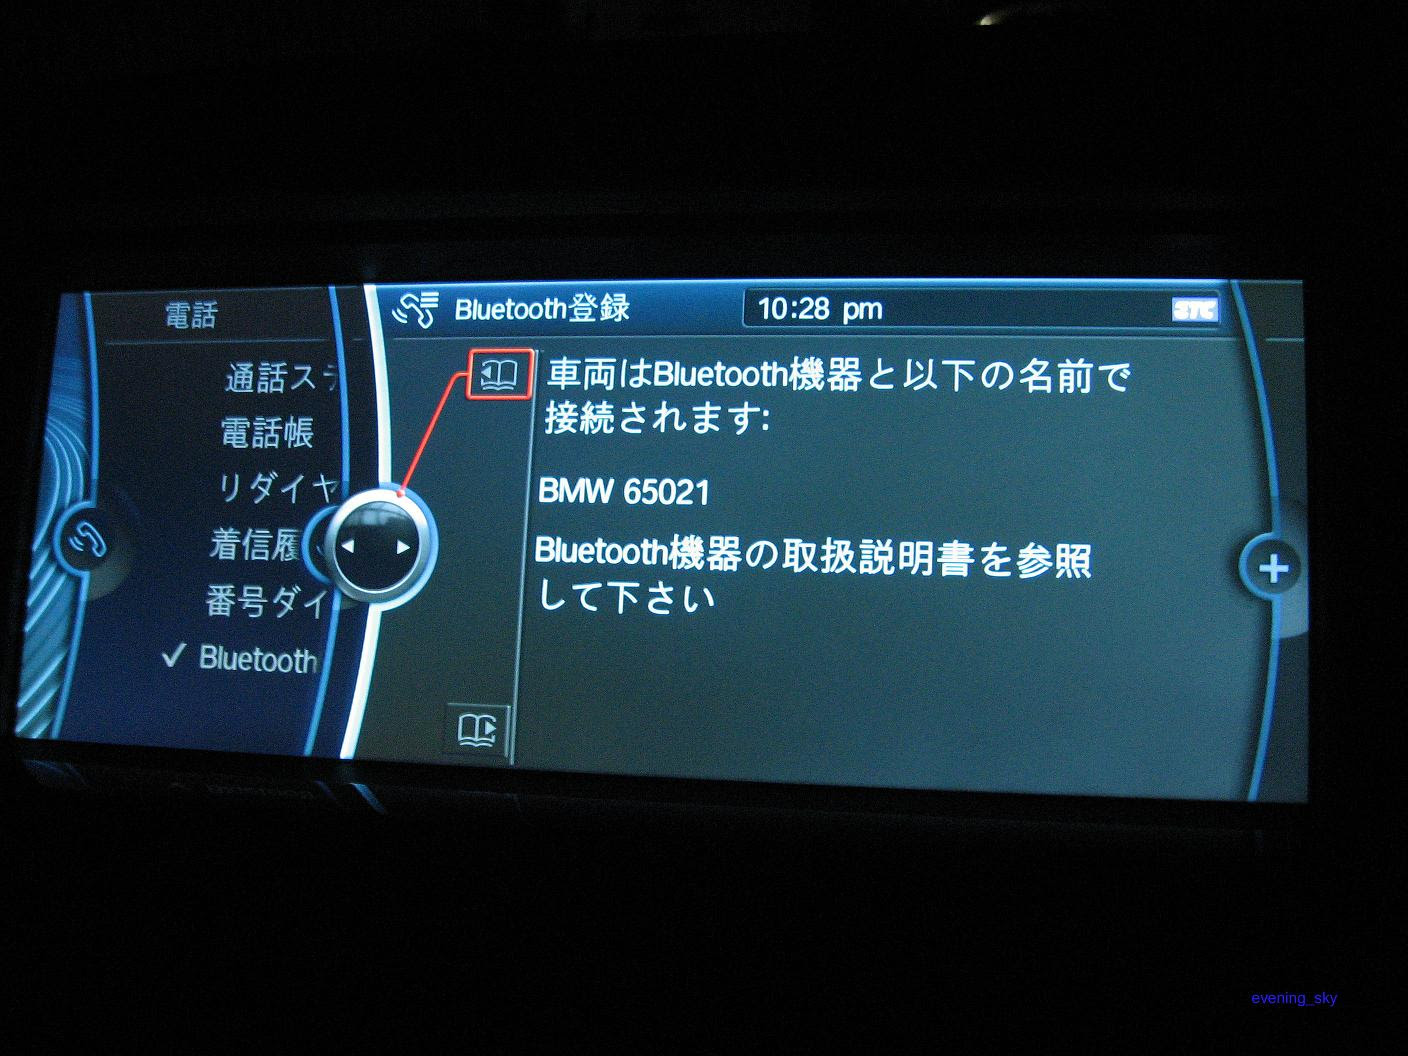 電話
通話ス
電話帳
リダイヤ
着信履
番号ダイ
✓ Bluetooth
Bluetooth登録
10:28 pm
車両はBluetooth機器と以下の名前で
接続されます:
BMW 65021
Bluetooth機器の取扱説明書を参照
して下さい
evening_sky